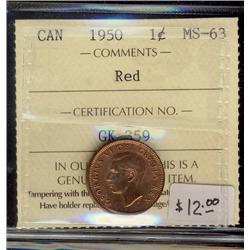 CAN 1950 1¢ MS-63
— COMMENTS —
Red
— CERTIFICATION NO. —
GK 359
IN OU HIS IS A
GENU ITEM.
Tampering with th
Have holder rep age/
$12.00